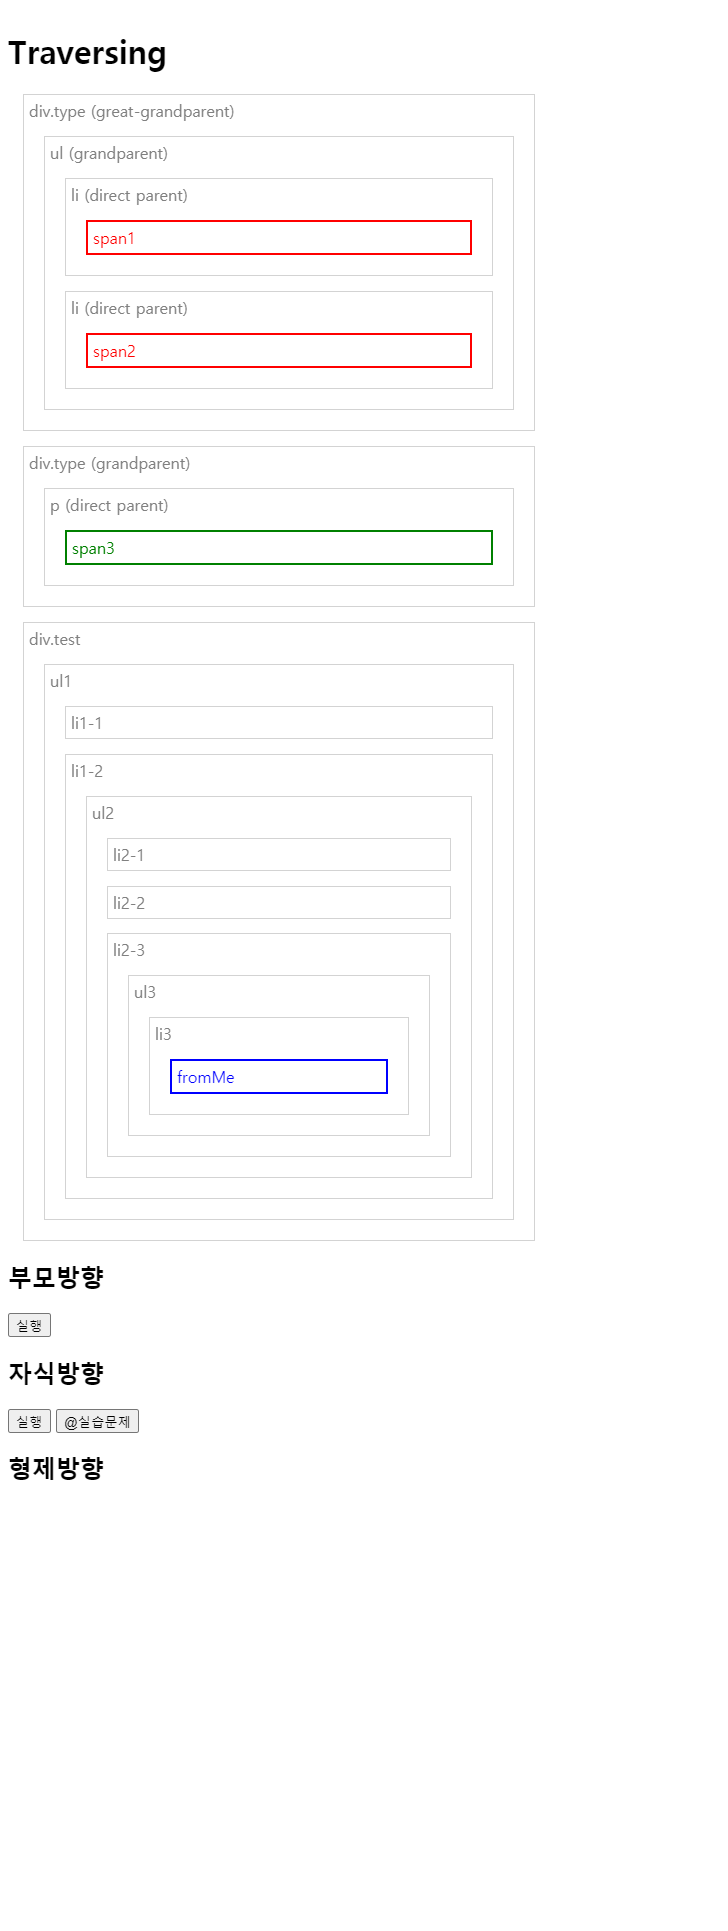 Traversing
div.type (great-grandparent)
ul (grandparent)
li (direct parent)
span1
li (direct parent)
span2
div.type (grandparent)
p (direct parent)
span3
div.test
ul1
li1-1
li1-2
ul2
li2-1
li2-2
li2-3
ul3
li3
fromMe
부모방향
실행
자식방향
실행 @실습문제
형제방향